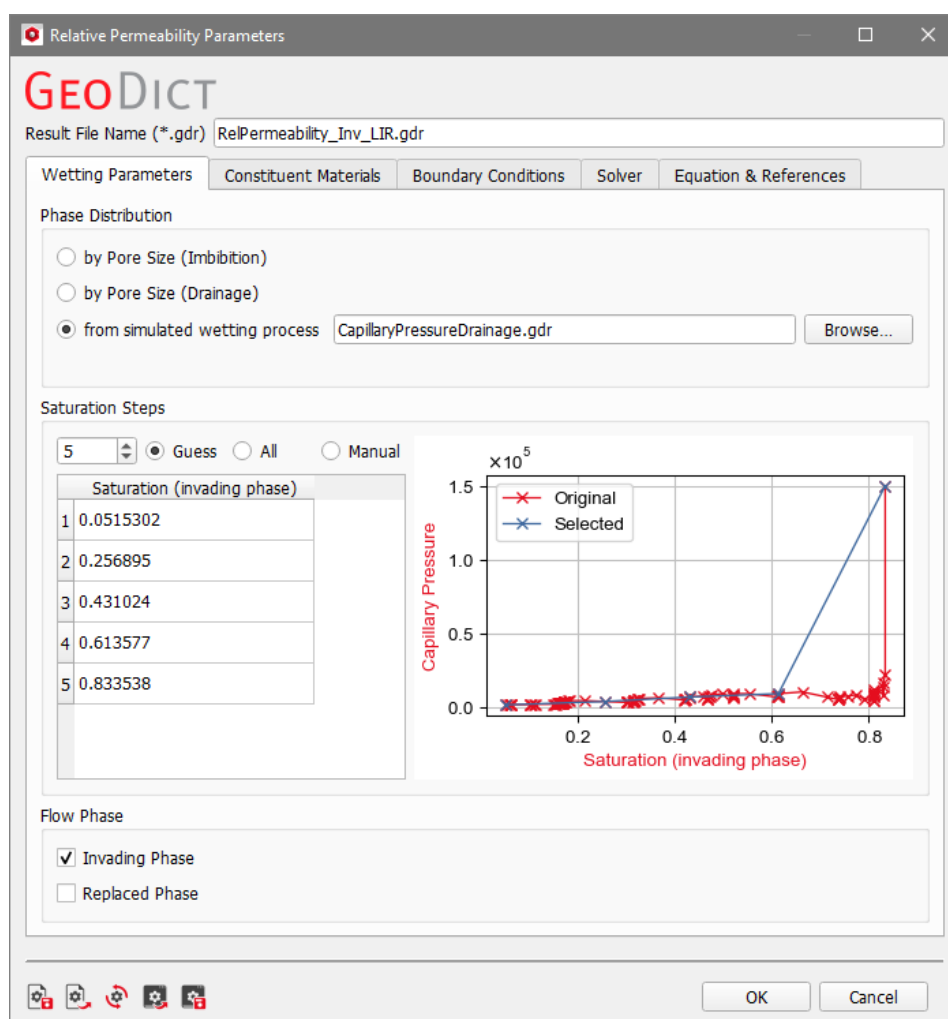 Relative Permeability Parameters
GEODICT
Result File Name (*.gdr) RelPermeability_Inv_LIR.gdr
Wetting Parameters Constituent Materials Boundary Conditions Solver Equation & References
Phase Distribution
by Pore Size (Imbibition)
by Pore Size (Drainage)
from simulated wetting process CapillaryPressureDrainage.gdr Browse...
Saturation Steps
5 Guess All Manual
Saturation (invading phase)
1 0.0515302
2 0.256895
3 0.431024
4 0.613577
5 0.833538
×10^5
1.5
1.0
0.5
0.0
Capillary Pressure
Original
Selected
0.2 0.4 0.6 0.8
Saturation (invading phase)
Flow Phase
Invading Phase
Replaced Phase
OK Cancel